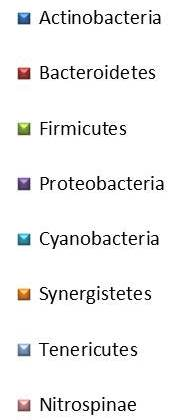 Actinobacteria
Bacteroidetes
Firmicutes
Proteobacteria
Cyanobacteria
Synergistetes
Tenericutes
Nitrospinae